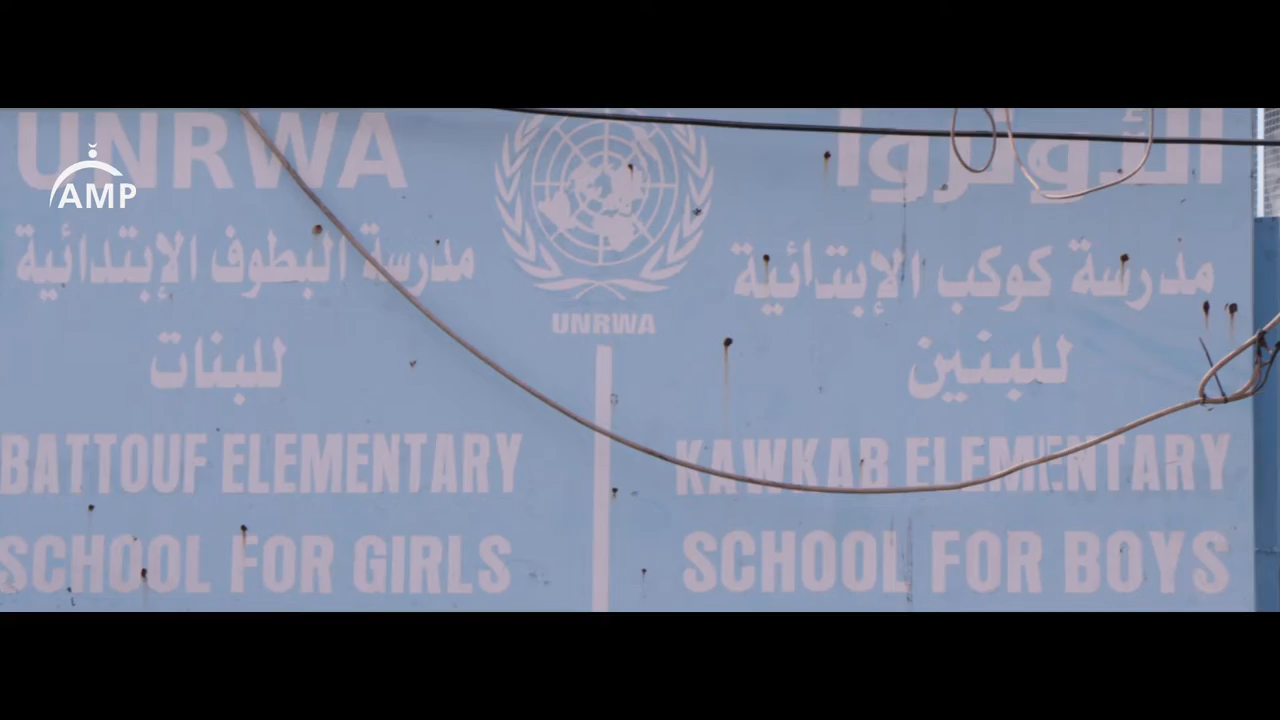 UNRWA
AMP
الأونروا
مدرسة البطوف الإبتدائية
للبنات
مدرسة كوكب الإبتدائية
للبنين
UNRWA
BATTOUF ELEMENTARY
SCHOOL FOR GIRLS
KAWKAB ELEMENTARY
SCHOOL FOR BOYS